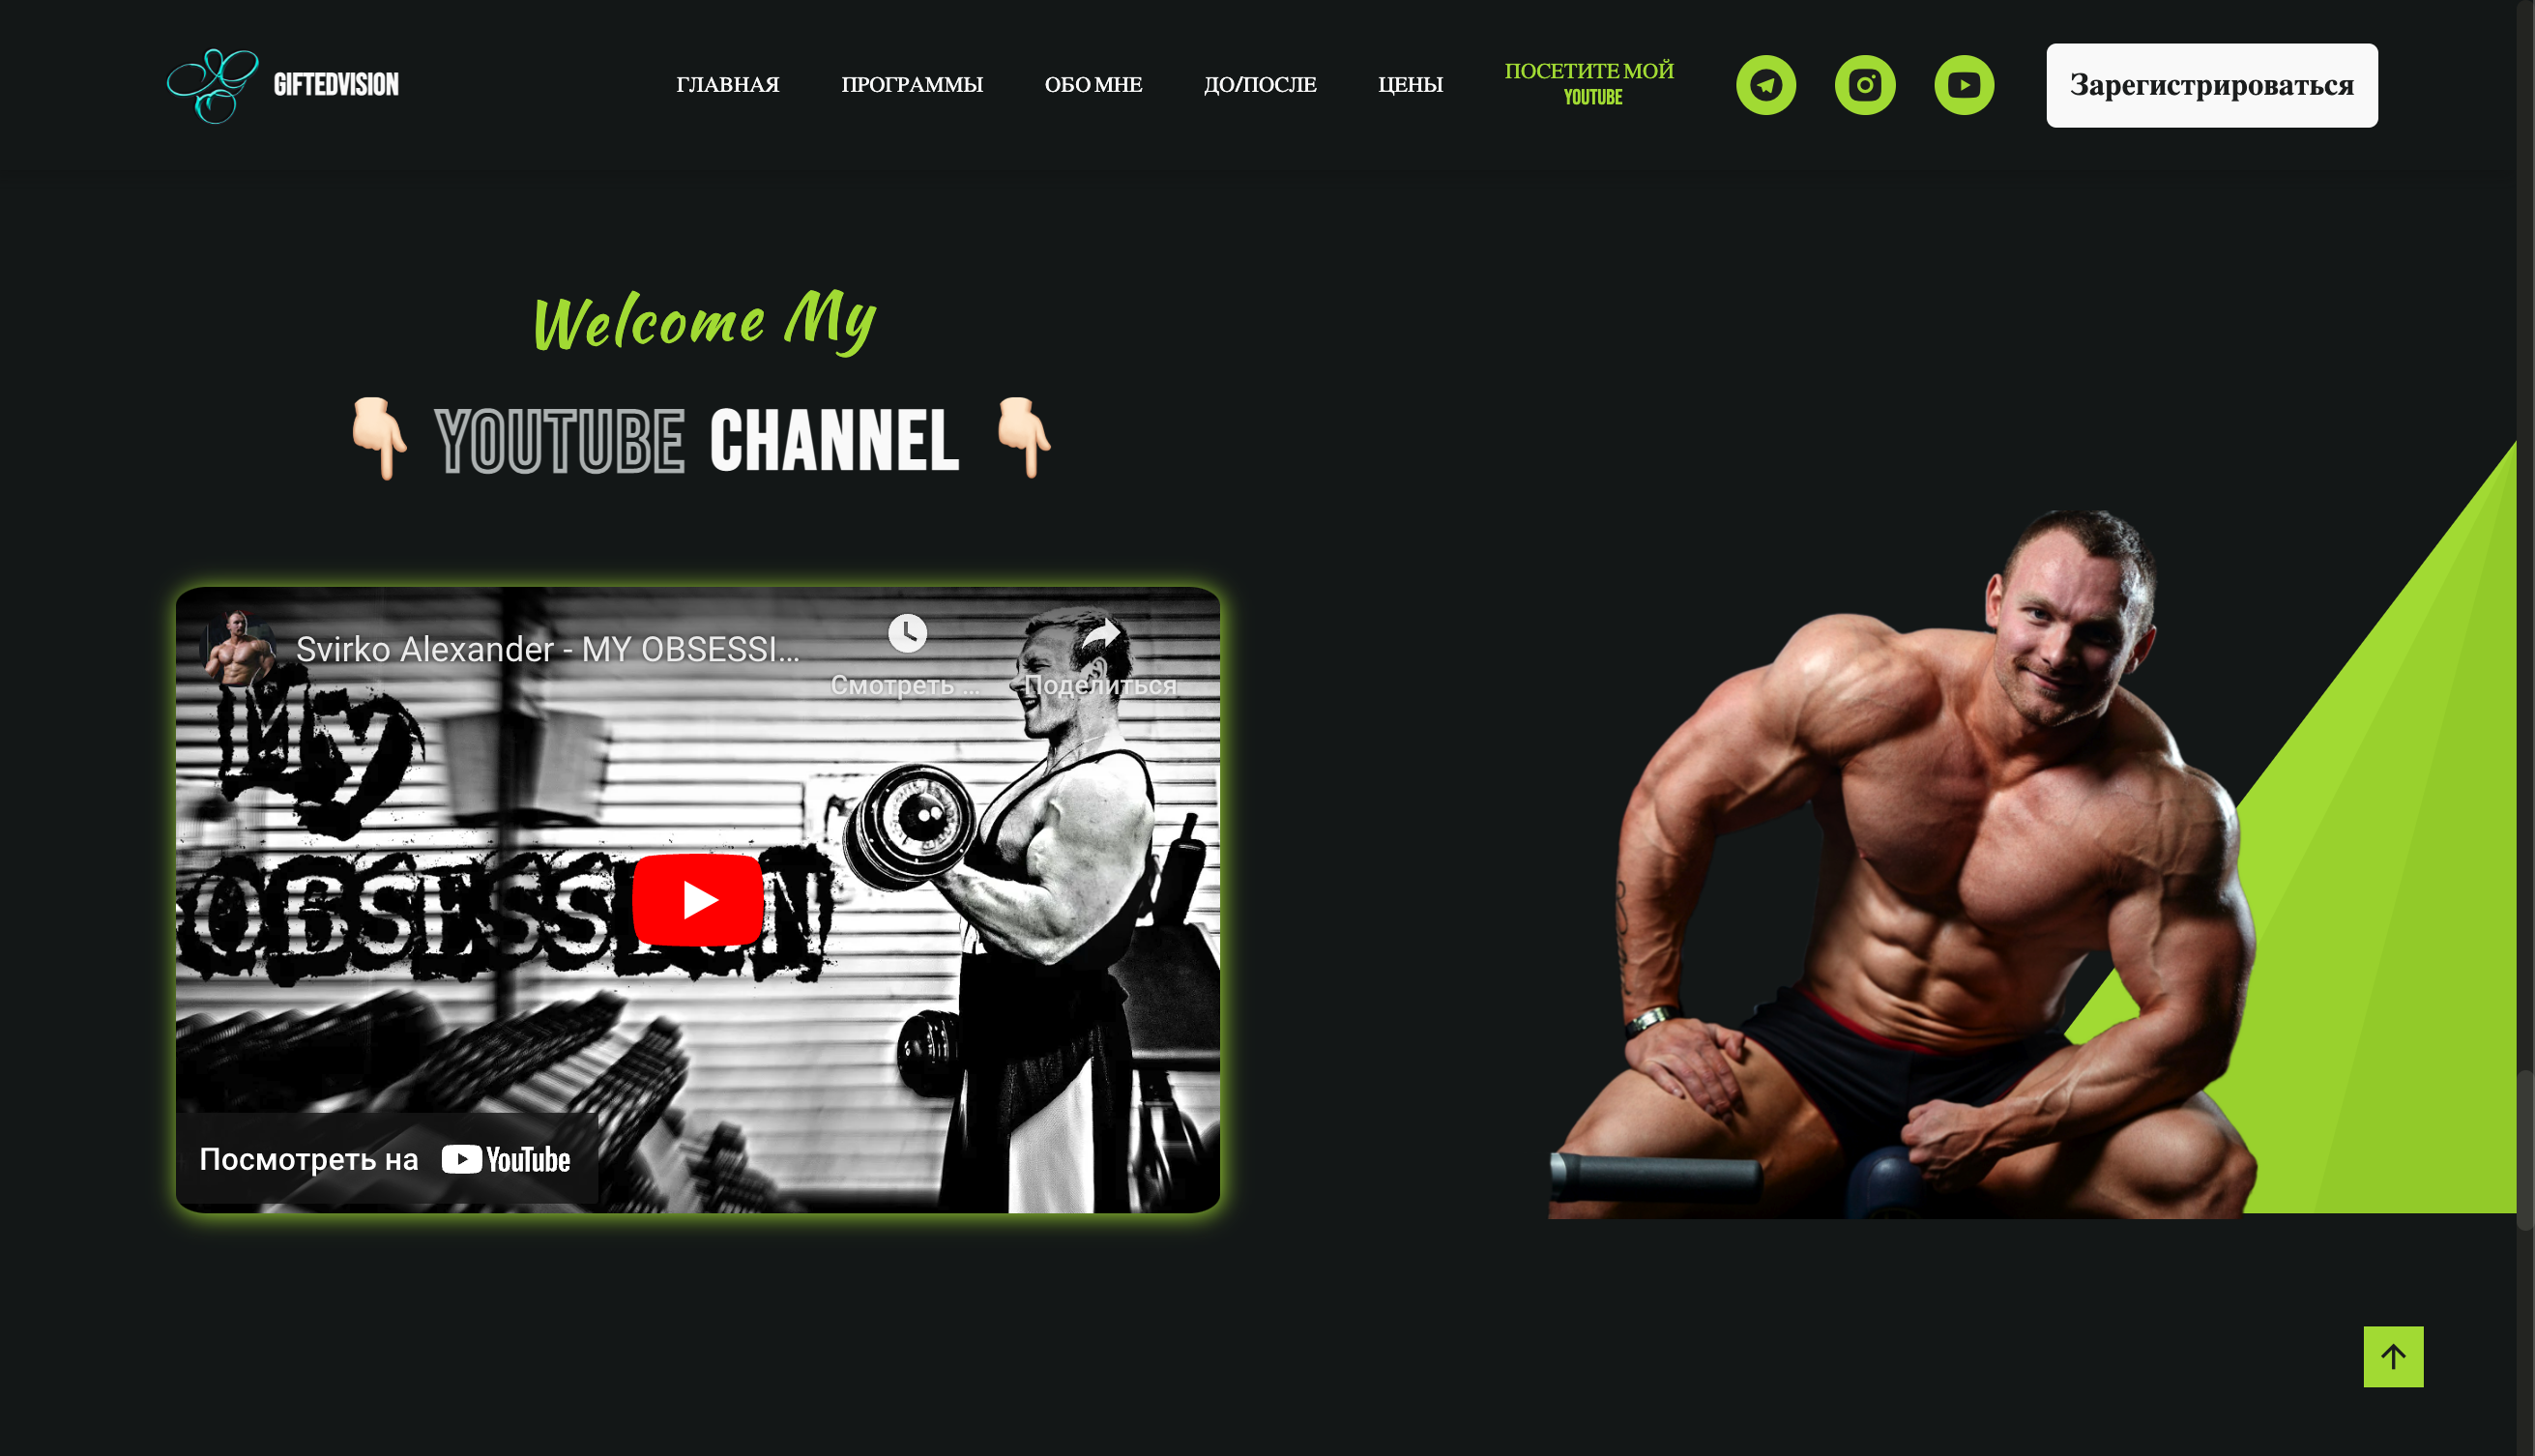 GIFTEDVISION
ГЛАВНАЯ
ПРОГРАММЫ
ОБО МНЕ
ДО/ПОСЛЕ
ЦЕНЫ
ПОСЕТИТЕ МОЙ
YOUTUBE
Зарегистрироваться
Welcome My
YOUTUBE CHANNEL
Svirko Alexander - MY OBSESSI...
Смотреть ...
Поделиться
MY
OBSESSION
Посмотреть на YouTube